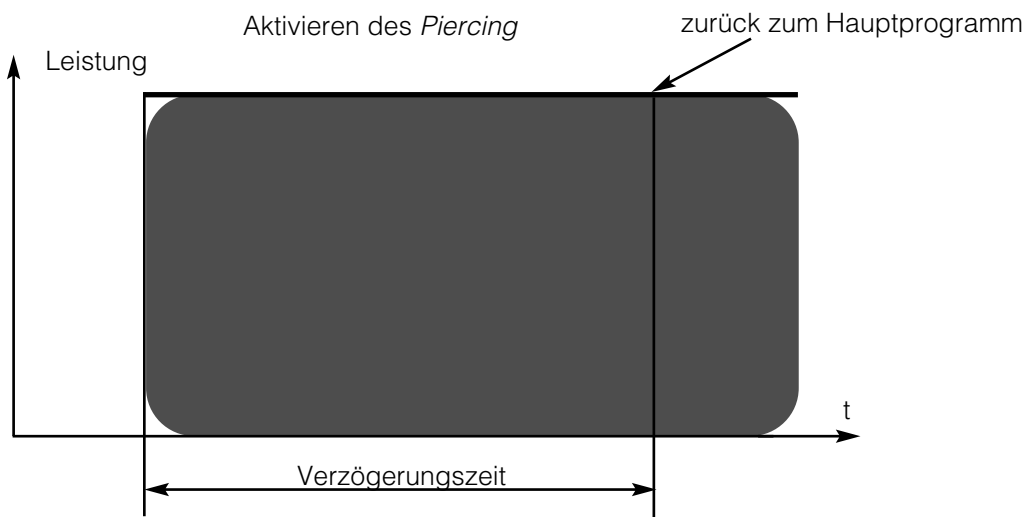 Aktivieren des Piercing
zurück zum Hauptprogramm
Leistung
t
Verzögerungszeit